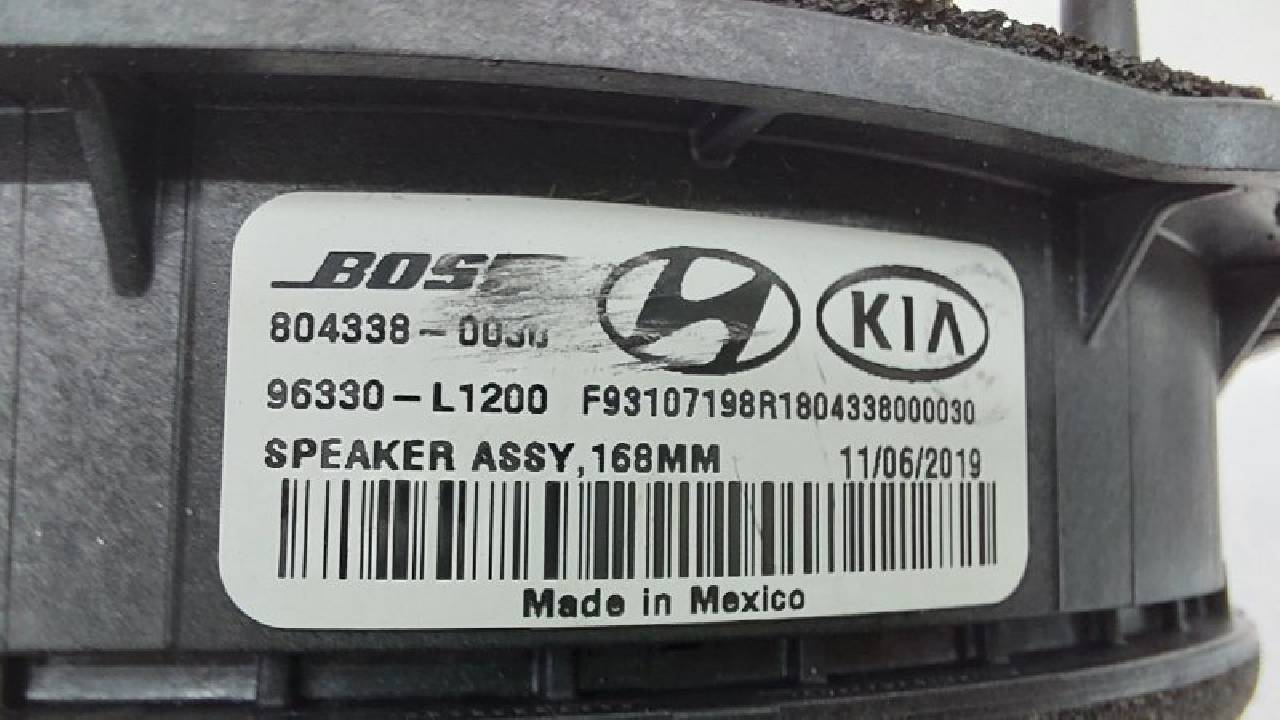 BOSE KIA
804338-0030
96330-L1200 F93107198R1804338000030
SPEAKER ASSY,168MM 11/06/2019
Made in Mexico